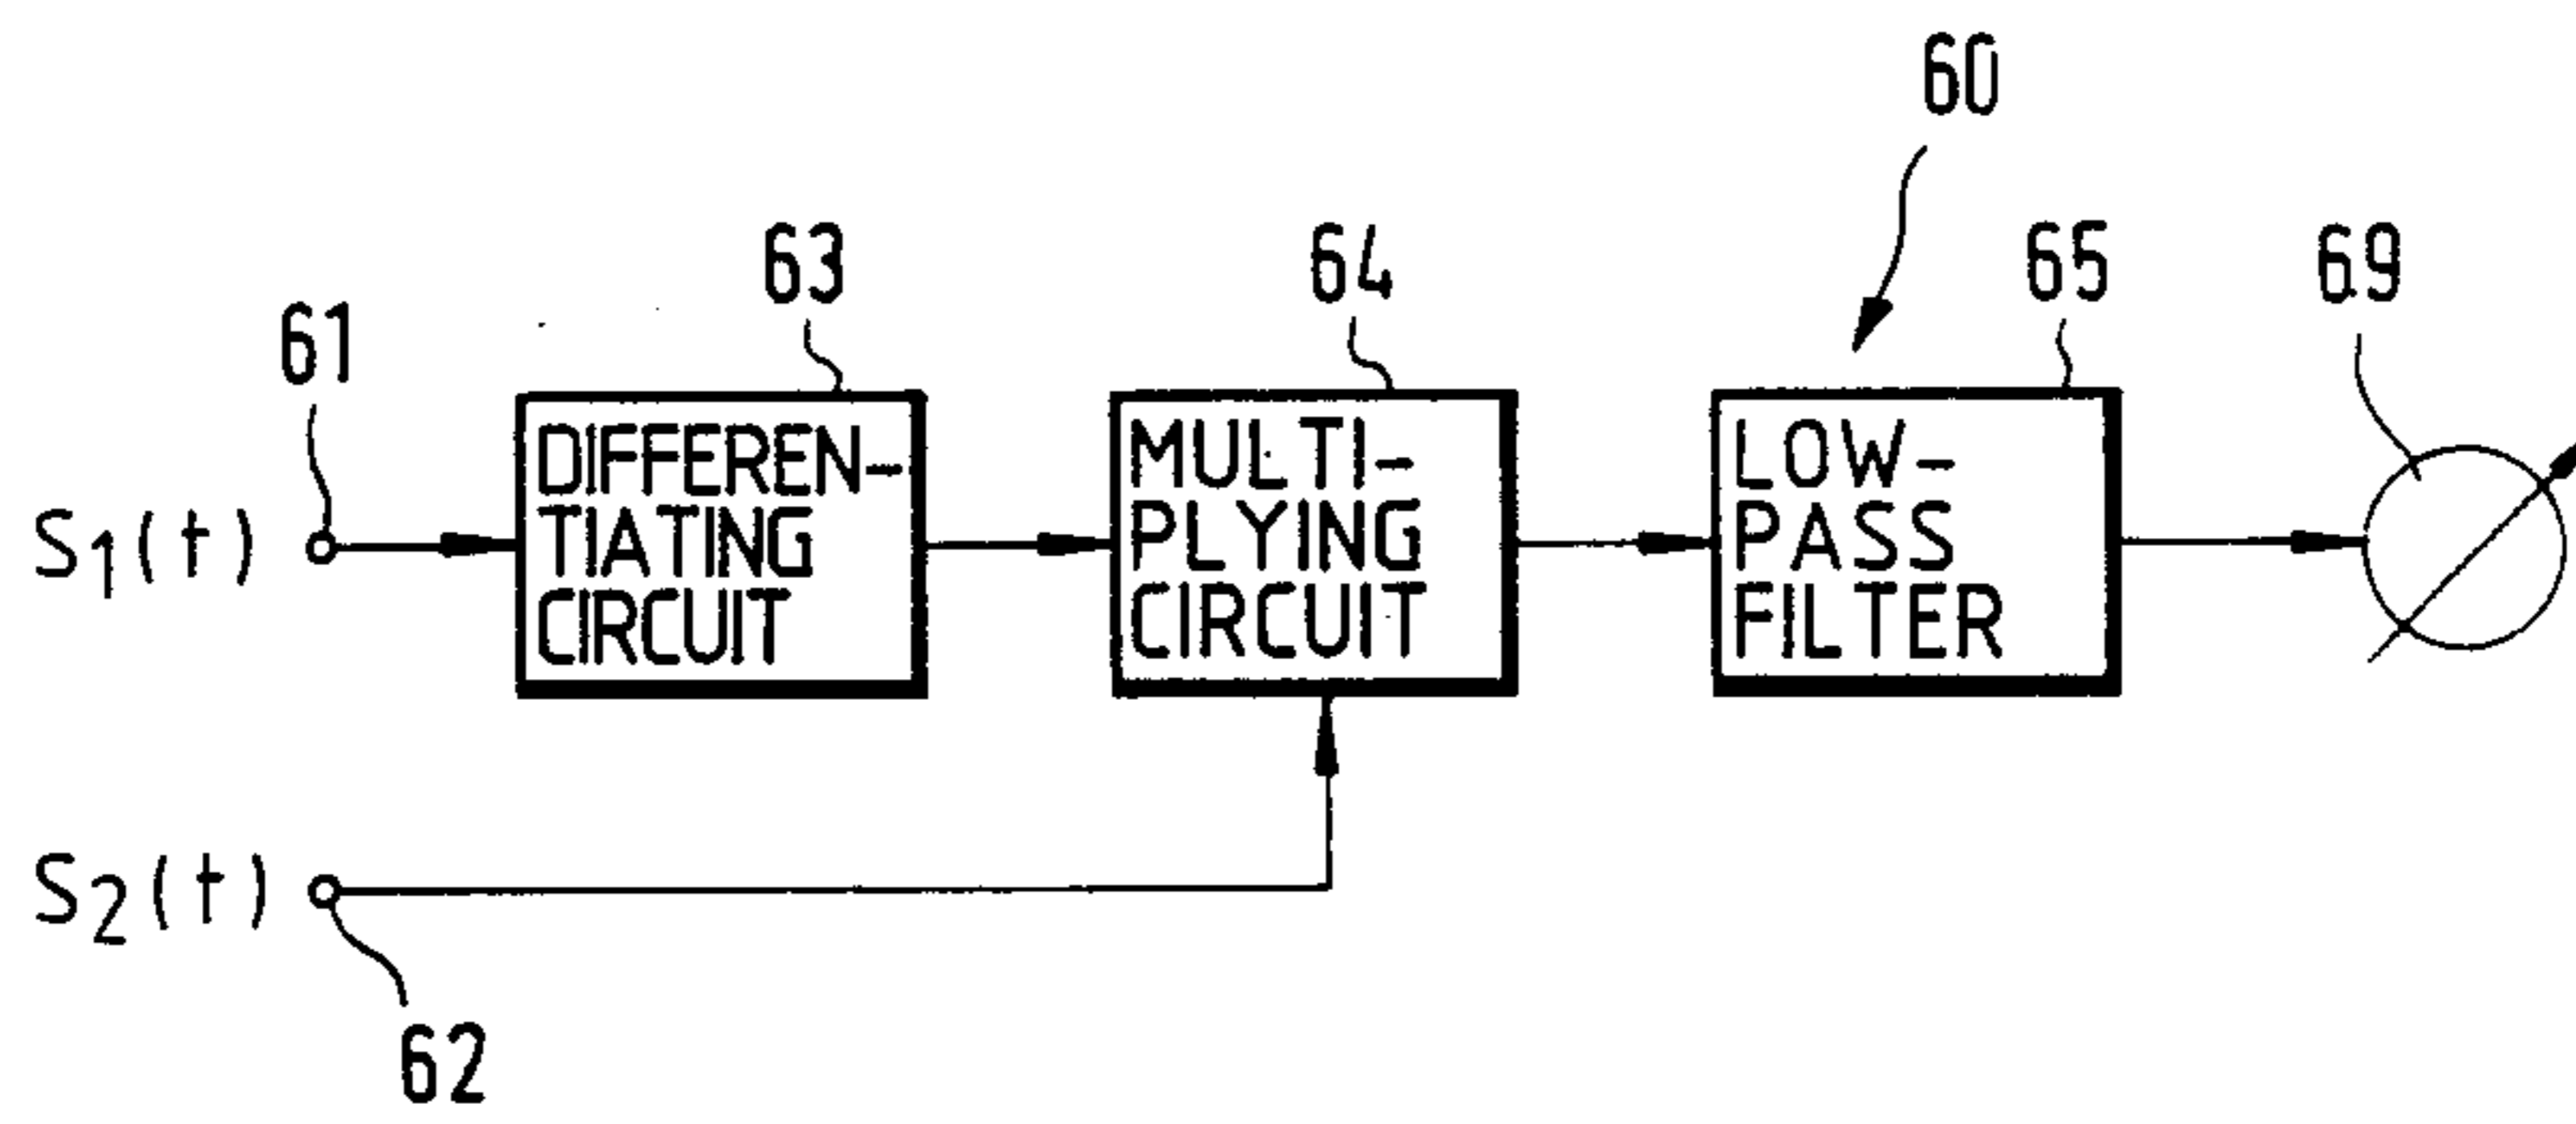 60
61
63
64
65
69
S1(t)
DIFFEREN-
TIATING
CIRCUIT
MULTI-
PLYING
CIRCUIT
LOW-
PASS
FILTER
S2(t)
62